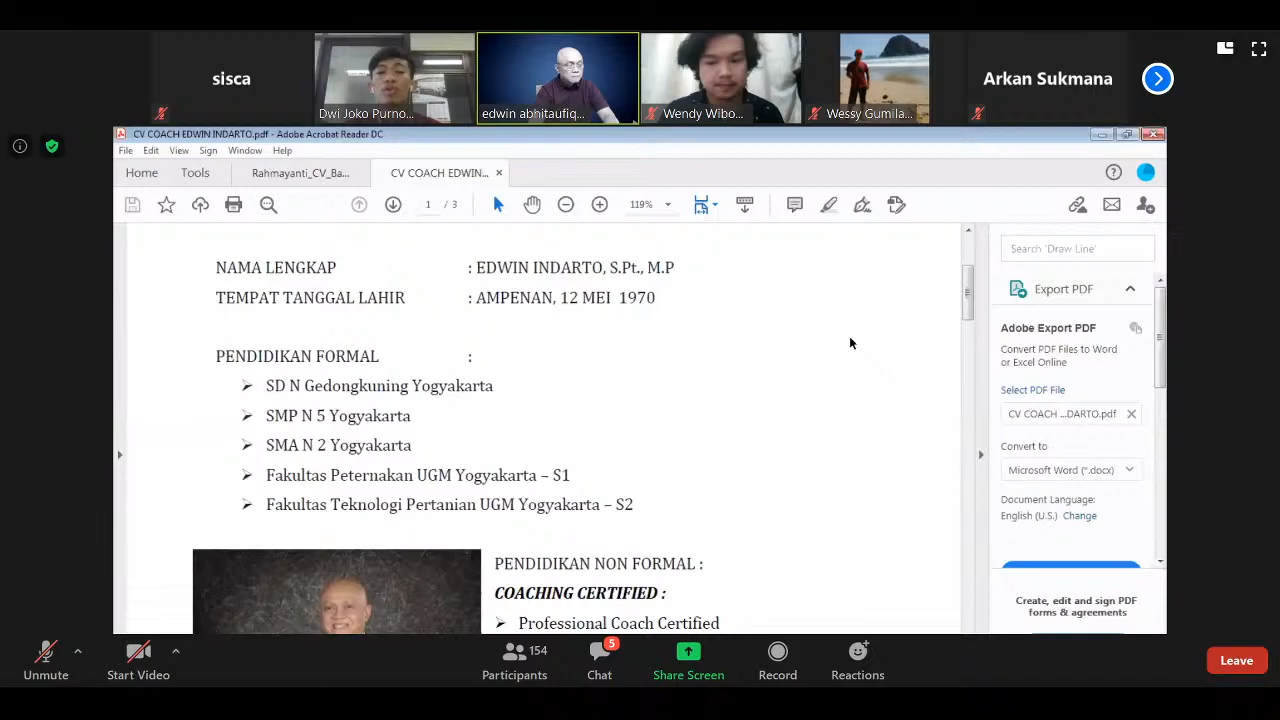 sisca
Dwi Joko Purno...
edwin abhitaufiq...
Wendy Wibo...
Wessy Gumila...
Arkan Sukmana
CV COACH EDWIN INDARTO.pdf - Adobe Acrobat Reader DC
File Edit View Sign Window Help
Home Tools Rahmayanti_CV_Ba... CV COACH EDWIN... ×
1 / 3 119%
NAMA LENGKAP : EDWIN INDARTO, S.Pt., M.P
TEMPAT TANGGAL LAHIR : AMPENAN, 12 MEI 1970
PENDIDIKAN FORMAL :
➢ SD N Gedongkuning Yogyakarta
➢ SMP N 5 Yogyakarta
➢ SMA N 2 Yogyakarta
➢ Fakultas Peternakan UGM Yogyakarta – S1
➢ Fakultas Teknologi Pertanian UGM Yogyakarta – S2
PENDIDIKAN NON FORMAL :
COACHING CERTIFIED :
➢ Professional Coach Certified
Search 'Draw Line'
Export PDF
Adobe Export PDF
Convert PDF Files to Word
or Excel Online
Select PDF File
CV COACH ...DARTO.pdf
Convert to
Microsoft Word (*.docx)
Document Language:
English (U.S.) Change
Create, edit and sign PDF
forms & agreements
Unmute
Start Video
154
Participants
5
Chat
Share Screen
Record
Reactions
Leave